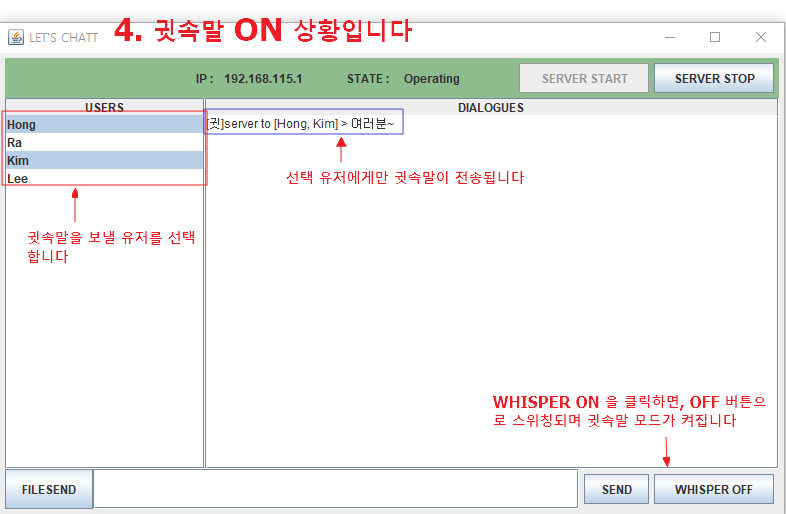 4. 귓속말 ON 상황입니다
LET'S CHATT
IP : 192.168.115.1 STATE : Operating SERVER START SERVER STOP
USERS DIALOGUES
Hong
Ra
Kim
Lee
[귓]server to [Hong, Kim] > 여러분~
선택 유저에게만 귓속말이 전송됩니다
귓속말을 보낼 유저를 선택
합니다
WHISPER ON 을 클릭하면, OFF 버튼으
로 스위칭되며 귓속말 모드가 켜집니다
FILESEND SEND WHISPER OFF